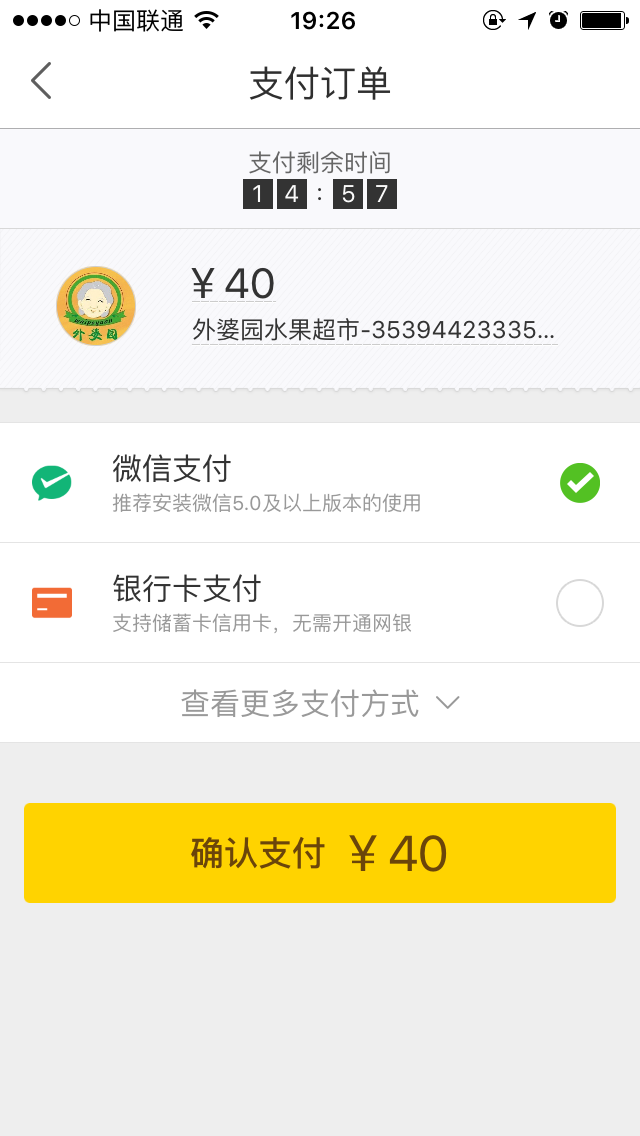 中国联通
19:26
支付订单
支付剩余时间
14:57
¥ 40
外婆园水果超市-35394423335...
外婆园
微信支付
推荐安装微信5.0及以上版本的使用
银行卡支付
支持储蓄卡信用卡，无需开通网银
查看更多支付方式
确认支付 ¥ 40